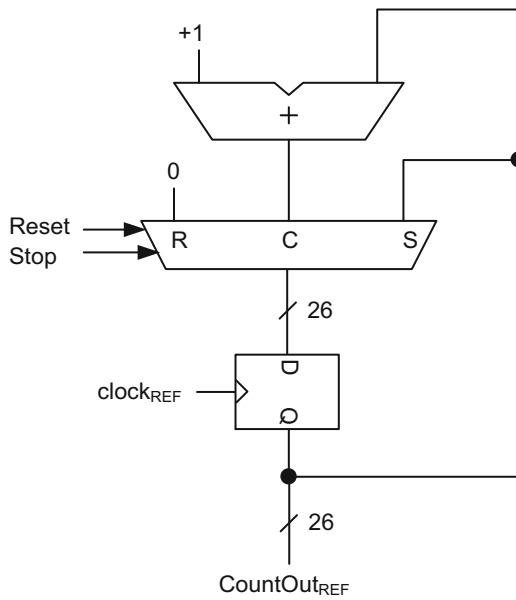 +1
+
0
Reset
Stop
R C S
26
D
clockREF
Q
26
CountOutREF